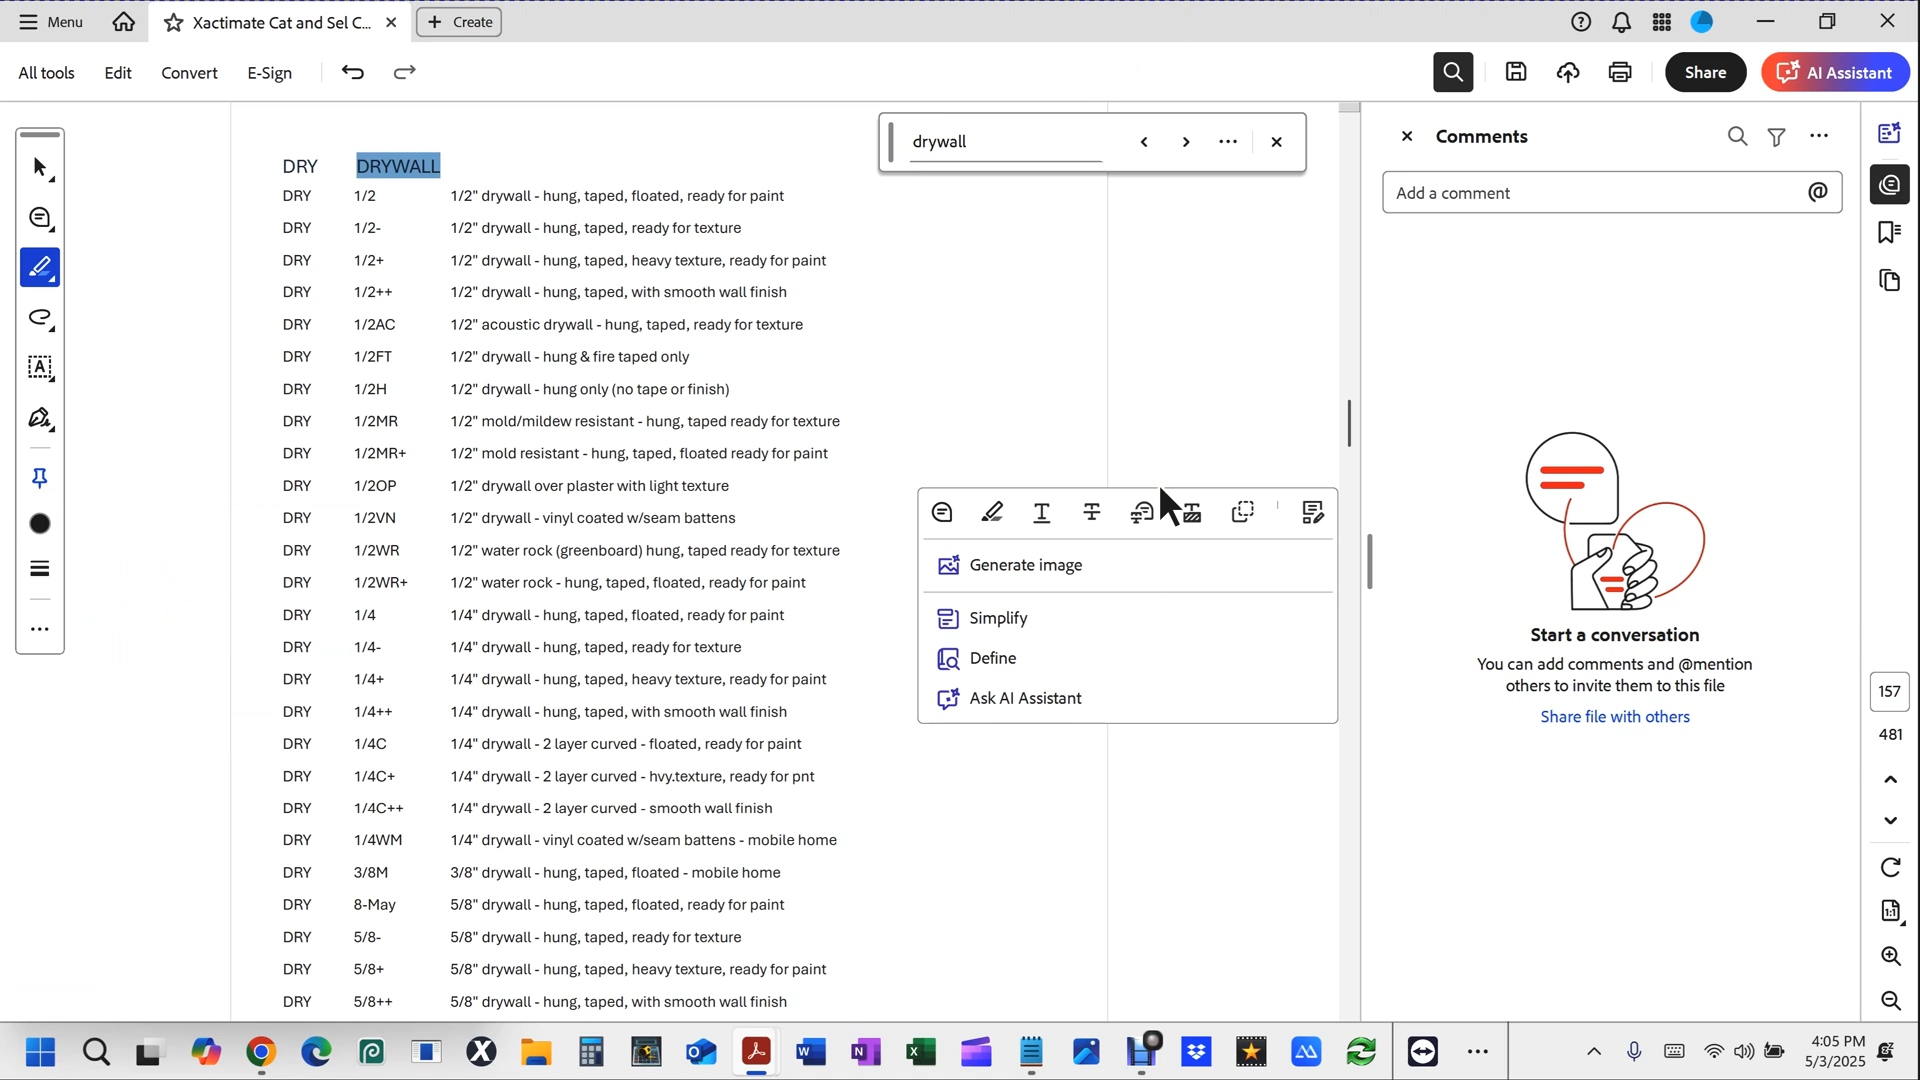 Menu
Xactimate Cat and Sel C...
Create
All tools
Edit
Convert
E-Sign
Share
AI Assistant
drywall
Comments
Add a comment
DRY DRYWALL
DRY 1/2 1/2" drywall - hung, taped, floated, ready for paint
DRY 1/2- 1/2" drywall - hung, taped, ready for texture
DRY 1/2+ 1/2" drywall - hung, taped, heavy texture, ready for paint
DRY 1/2++ 1/2" drywall - hung, taped, with smooth wall finish
DRY 1/2AC 1/2" acoustic drywall - hung, taped, ready for texture
DRY 1/2FT 1/2" drywall - hung & fire taped only
DRY 1/2H 1/2" drywall - hung only (no tape or finish)
DRY 1/2MR 1/2" mold/mildew resistant - hung, taped ready for texture
DRY 1/2MR+ 1/2" mold resistant - hung, taped, floated ready for paint
DRY 1/2OP 1/2" drywall over plaster with light texture
DRY 1/2VN 1/2" drywall - vinyl coated w/seam battens
DRY 1/2WR 1/2" water rock (greenboard) hung, taped ready for texture
DRY 1/2WR+ 1/2" water rock - hung, taped, floated, ready for paint
DRY 1/4 1/4" drywall - hung, taped, floated, ready for paint
DRY 1/4- 1/4" drywall - hung, taped, ready for texture
DRY 1/4+ 1/4" drywall - hung, taped, heavy texture, ready for paint
DRY 1/4++ 1/4" drywall - hung, taped, with smooth wall finish
DRY 1/4C 1/4" drywall - 2 layer curved - floated, ready for paint
DRY 1/4C+ 1/4" drywall - 2 layer curved - hvy.texture, ready for pnt
DRY 1/4C++ 1/4" drywall - 2 layer curved - smooth wall finish
DRY 1/4WM 1/4" drywall - vinyl coated w/seam battens - mobile home
DRY 3/8M 3/8" drywall - hung, taped, floated - mobile home
DRY 8-May 5/8" drywall - hung, taped, floated, ready for paint
DRY 5/8- 5/8" drywall - hung, taped, ready for texture
DRY 5/8+ 5/8" drywall - hung, taped, heavy texture, ready for paint
DRY 5/8++ 5/8" drywall - hung, taped, with smooth wall finish
Generate image
Simplify
Define
Ask AI Assistant
Start a conversation
You can add comments and @mention
others to invite them to this file
Share file with others
157
481
4:05 PM
5/3/2025